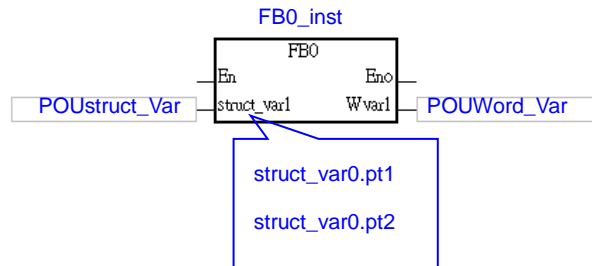 FB0_inst
FB0
En Eno
POUstruct_Var struct_var1 Wvar1 POUWord_Var
struct_var0.pt1
struct_var0.pt2